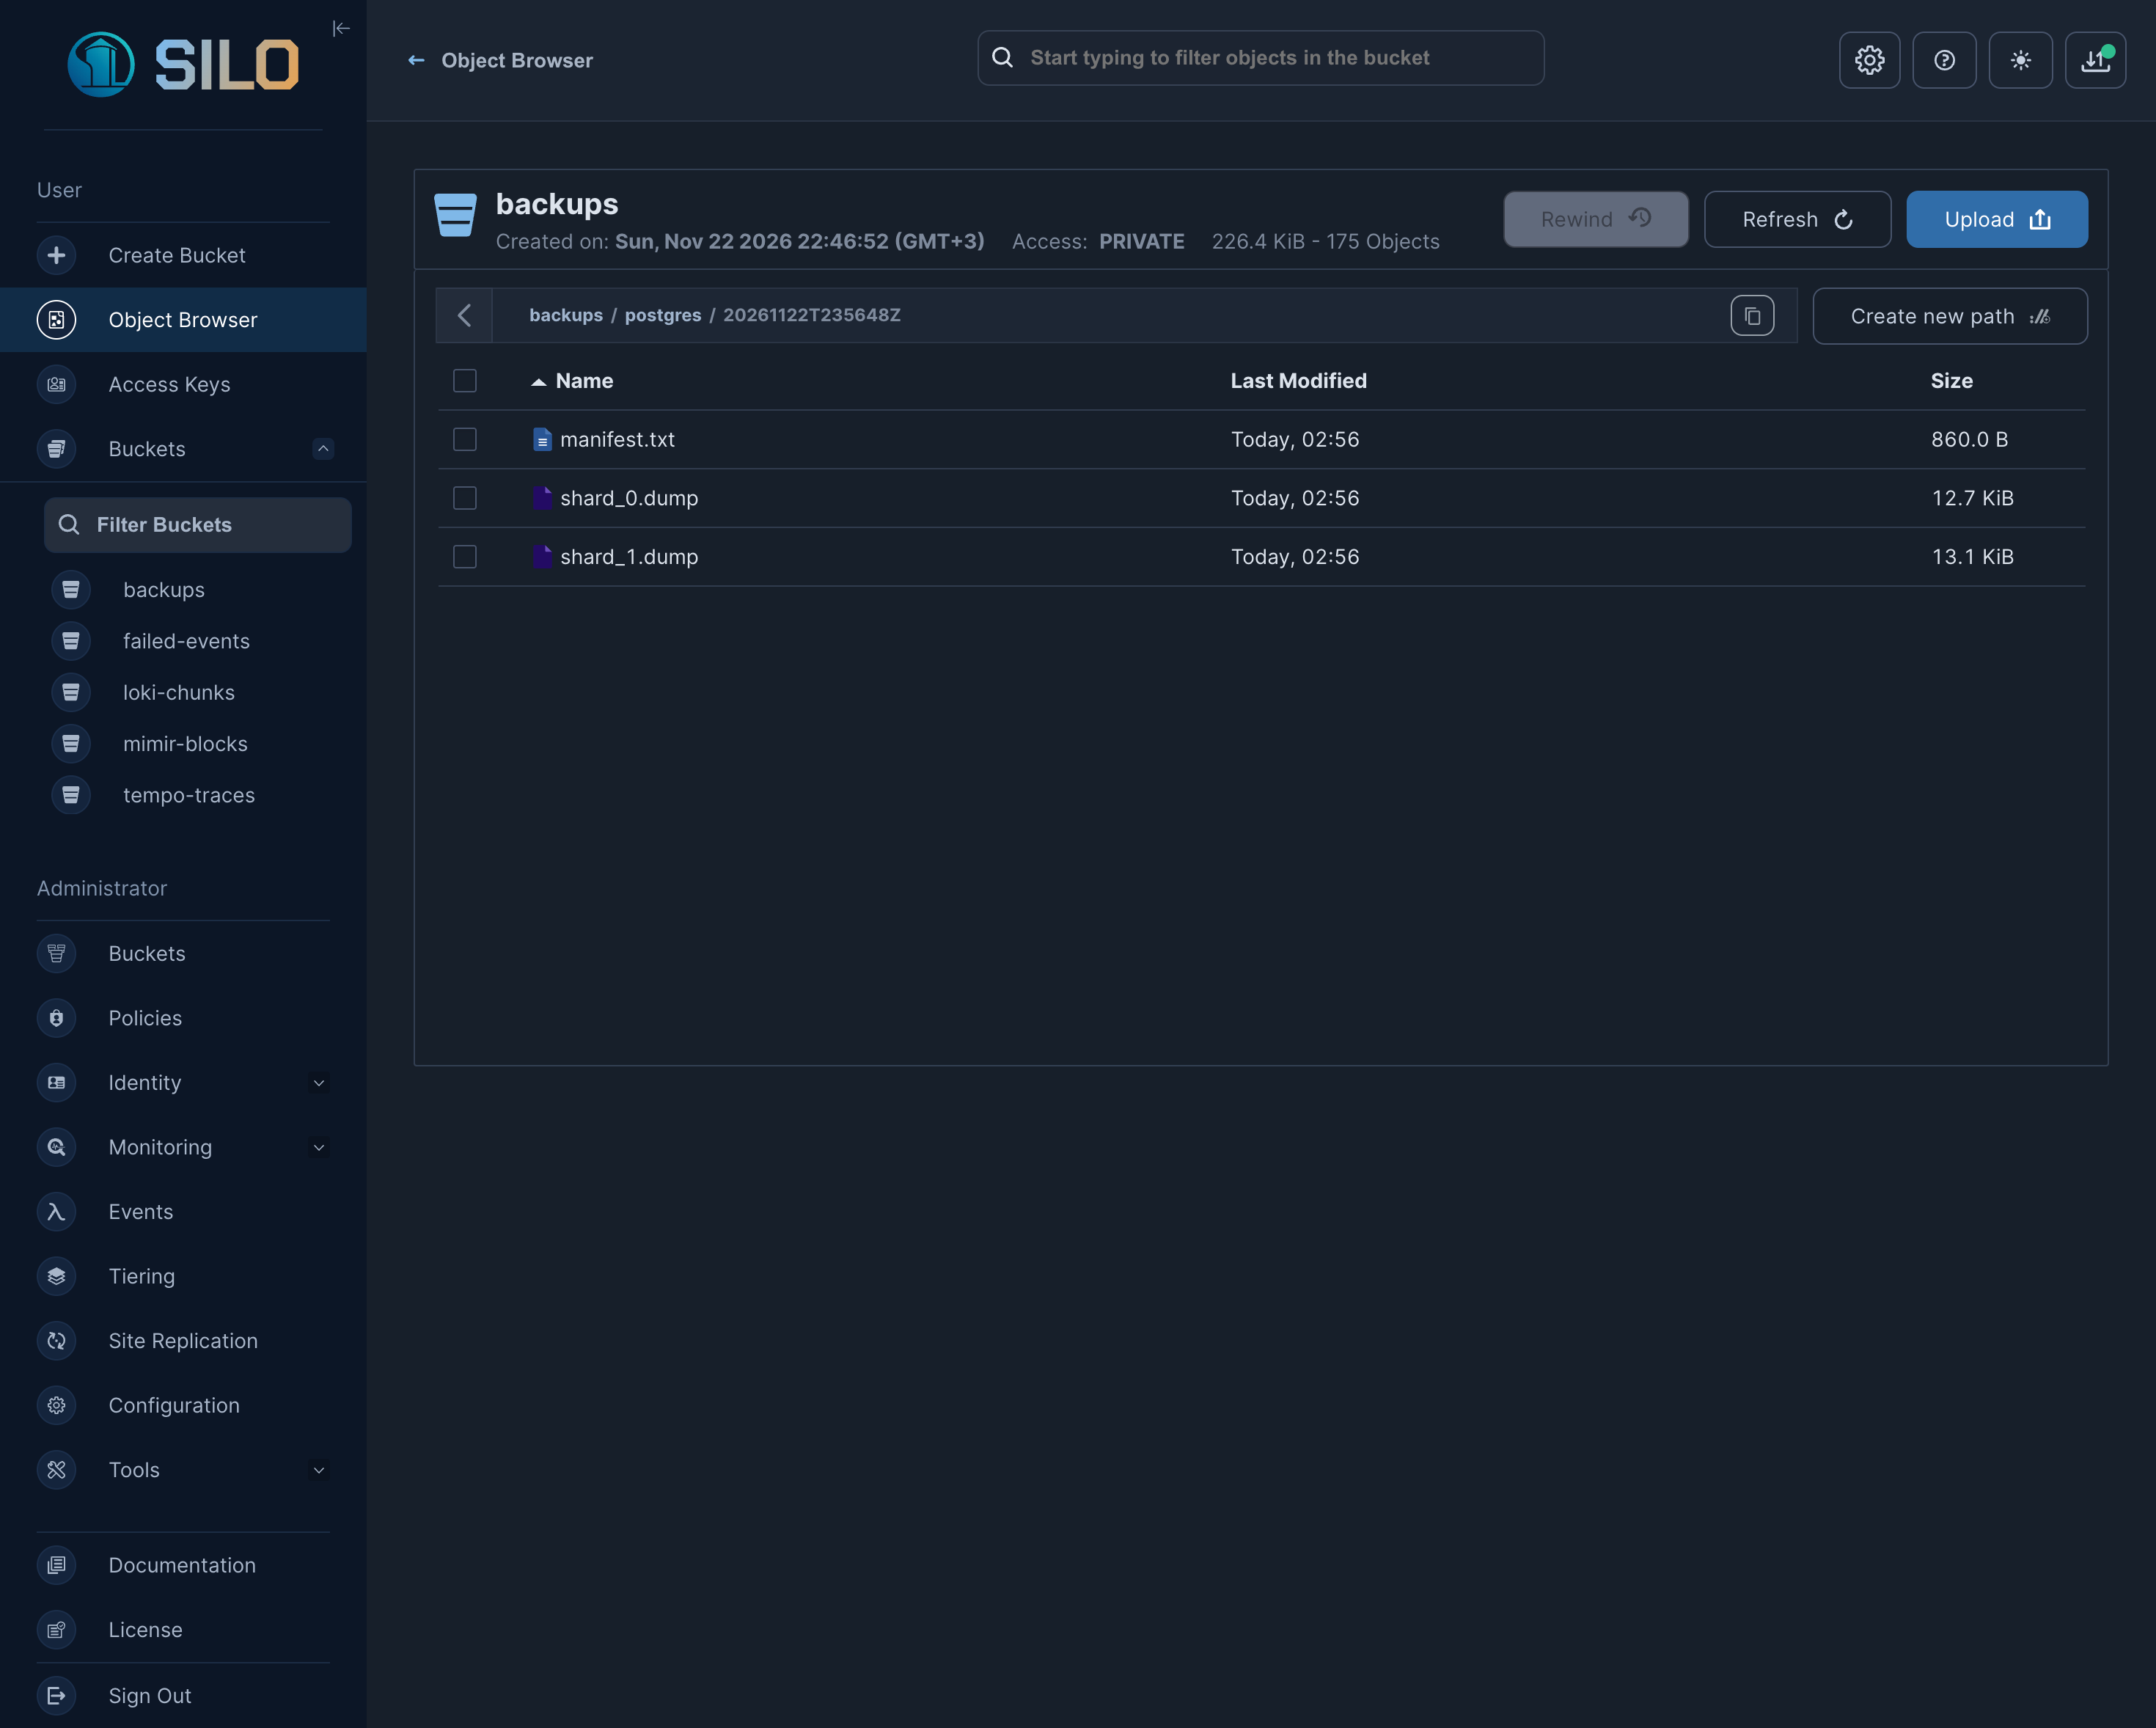 SILO
Object Browser
Start typing to filter objects in the bucket
User
Create Bucket
Object Browser
Access Keys
Buckets
Filter Buckets
backups
failed-events
loki-chunks
mimir-blocks
tempo-traces
Administrator
Buckets
Policies
Identity
Monitoring
Events
Tiering
Site Replication
Configuration
Tools
Documentation
License
Sign Out
backups
Created on: Sun, Nov 22 2026 22:46:52 (GMT+3) Access: PRIVATE 226.4 KiB - 175 Objects
Rewind
Refresh
Upload
backups / postgres / 20261122T235648Z
Create new path
Name Last Modified Size
manifest.txt Today, 02:56 860.0 B
shard_0.dump Today, 02:56 12.7 KiB
shard_1.dump Today, 02:56 13.1 KiB